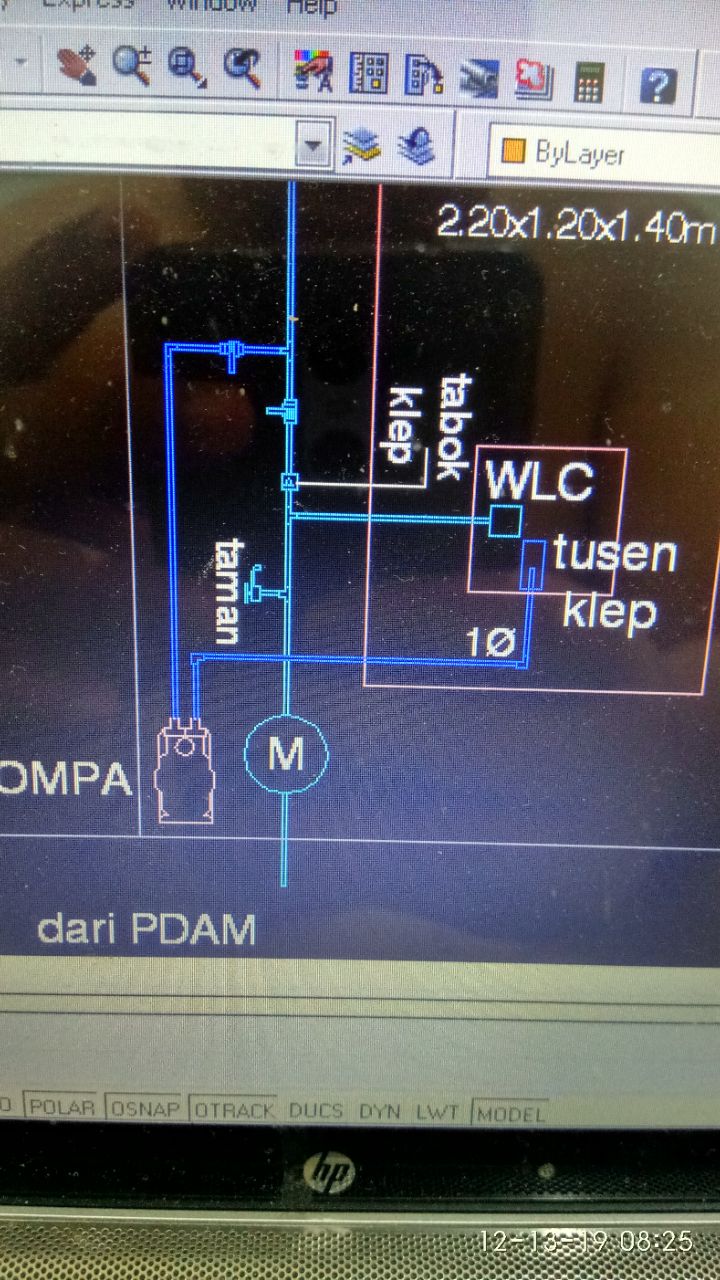 Express Window Help
ByLayer
2.20x1.20x1.40m
tabok
klep
WLC
tusen
klep
taman
1Ø
M
OMPA
dari PDAM
POLAR OSNAP OTRACK DUCS DYN LWT MODEL
hp
12-13-19 08:25